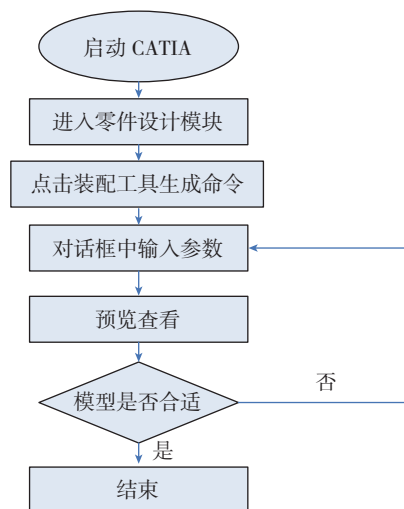 启动 CATIA
进入零件设计模块
点击装配工具生成命令
对话框中输入参数
预览查看
模型是否合适
否
是
结束